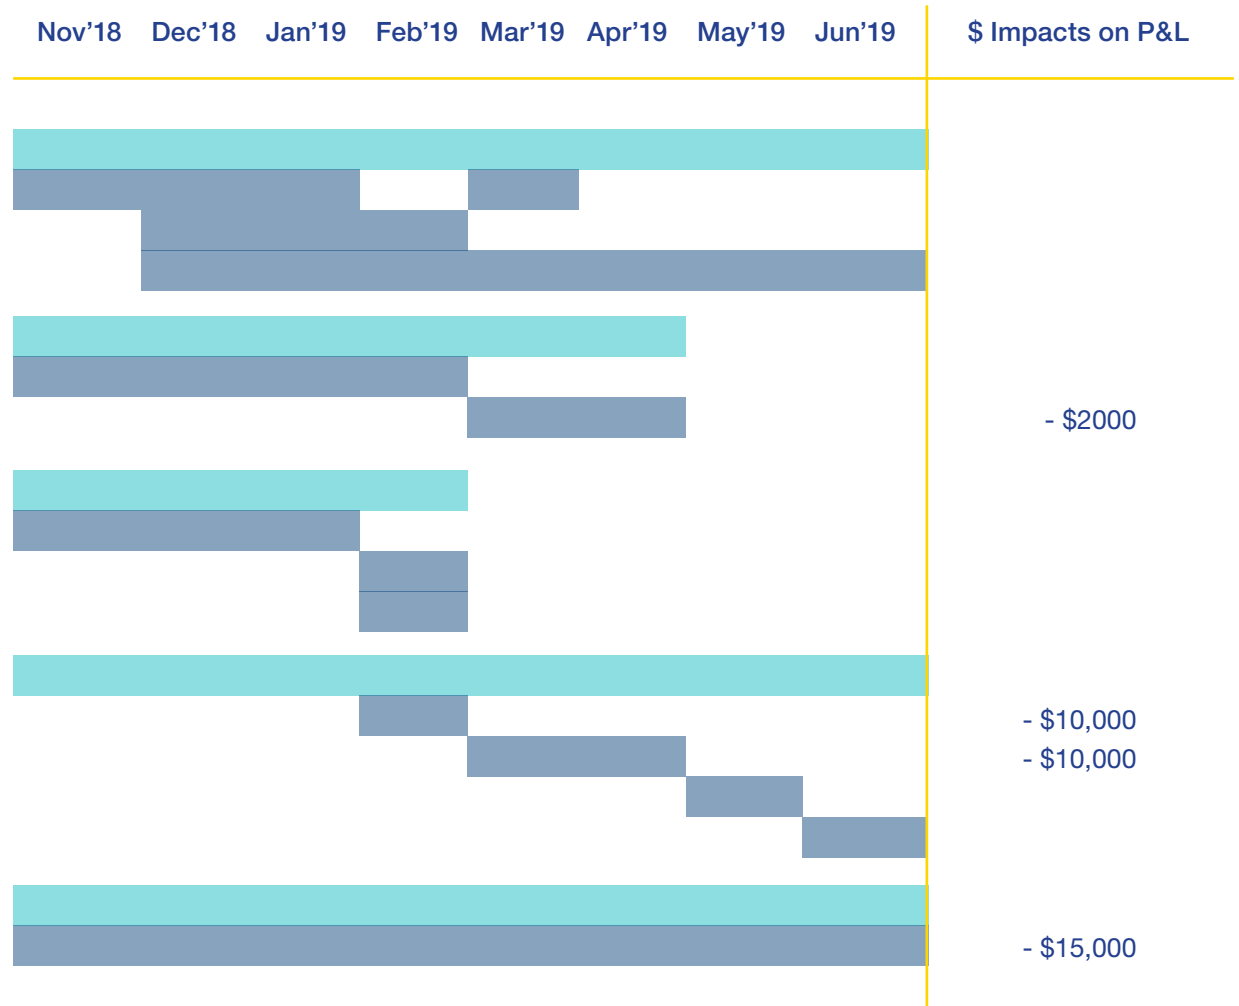 Nov’18 Dec’18 Jan’19 Feb’19 Mar’19 Apr’19 May’19 Jun’19 $ Impacts on P&L
- $2000
- $10,000
- $10,000
- $15,000